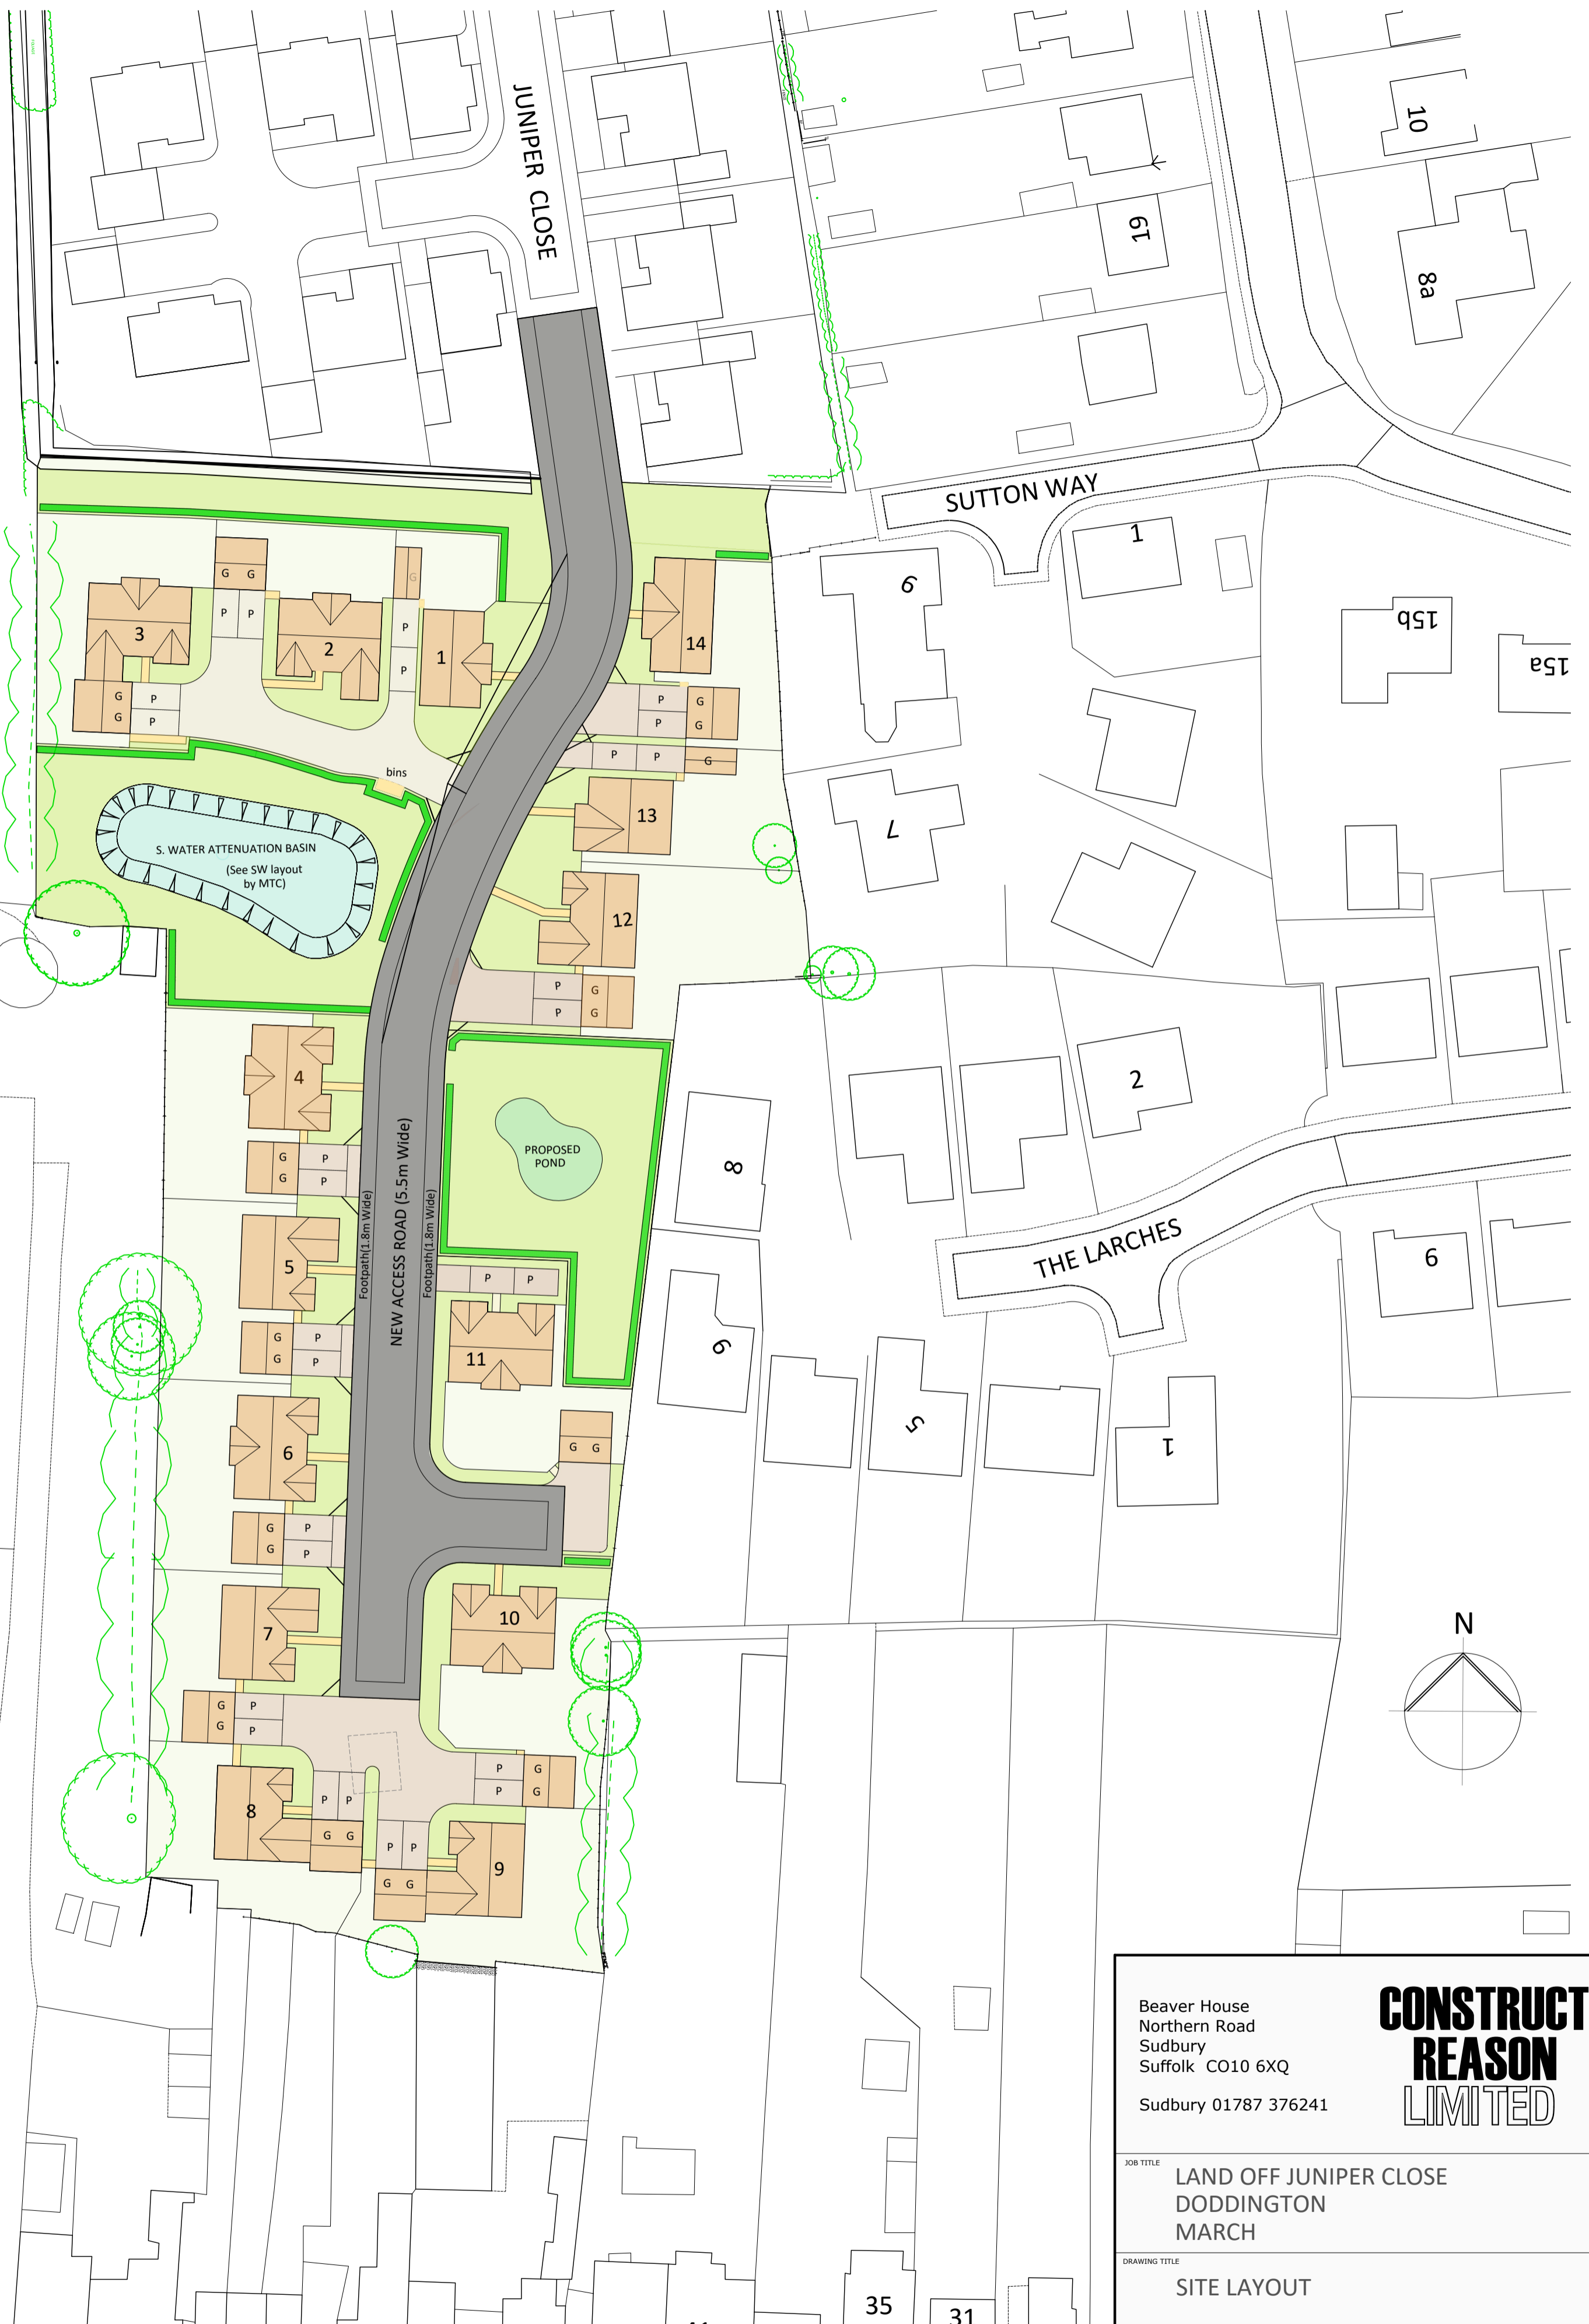 JUNIPER CLOSE
10
19
8a
SUTTON WAY
1
9
15b
15a
G G
G
3
P P
2
P
1
P
14
G
P
G
P
P
G
P
G
P
P
G
bins
13
7
S. WATER ATTENUATION BASIN
(See SW layout
by MTC)
12
P
G
P
G
4
2
PROPOSED
POND
8
G
P
G
P
NEW ACCESS ROAD (5.5m Wide)
Footpath(1.8m Wide)
Footpath(1.8m Wide)
THE LARCHES
5
P
P
9
G
P
G
P
11
6
5
1
6
G G
G
P
G
P
7
10
N
G
P
G
P
P
G
P
G
8
P P
G G
P P
9
G G
Beaver House
Northern Road
Sudbury
Suffolk CO10 6XQ
Sudbury 01787 376241
CONSTRUCT
REASON
LIMITED
JOB TITLE
LAND OFF JUNIPER CLOSE
DODDINGTON
MARCH
DRAWING TITLE
SITE LAYOUT
35
31